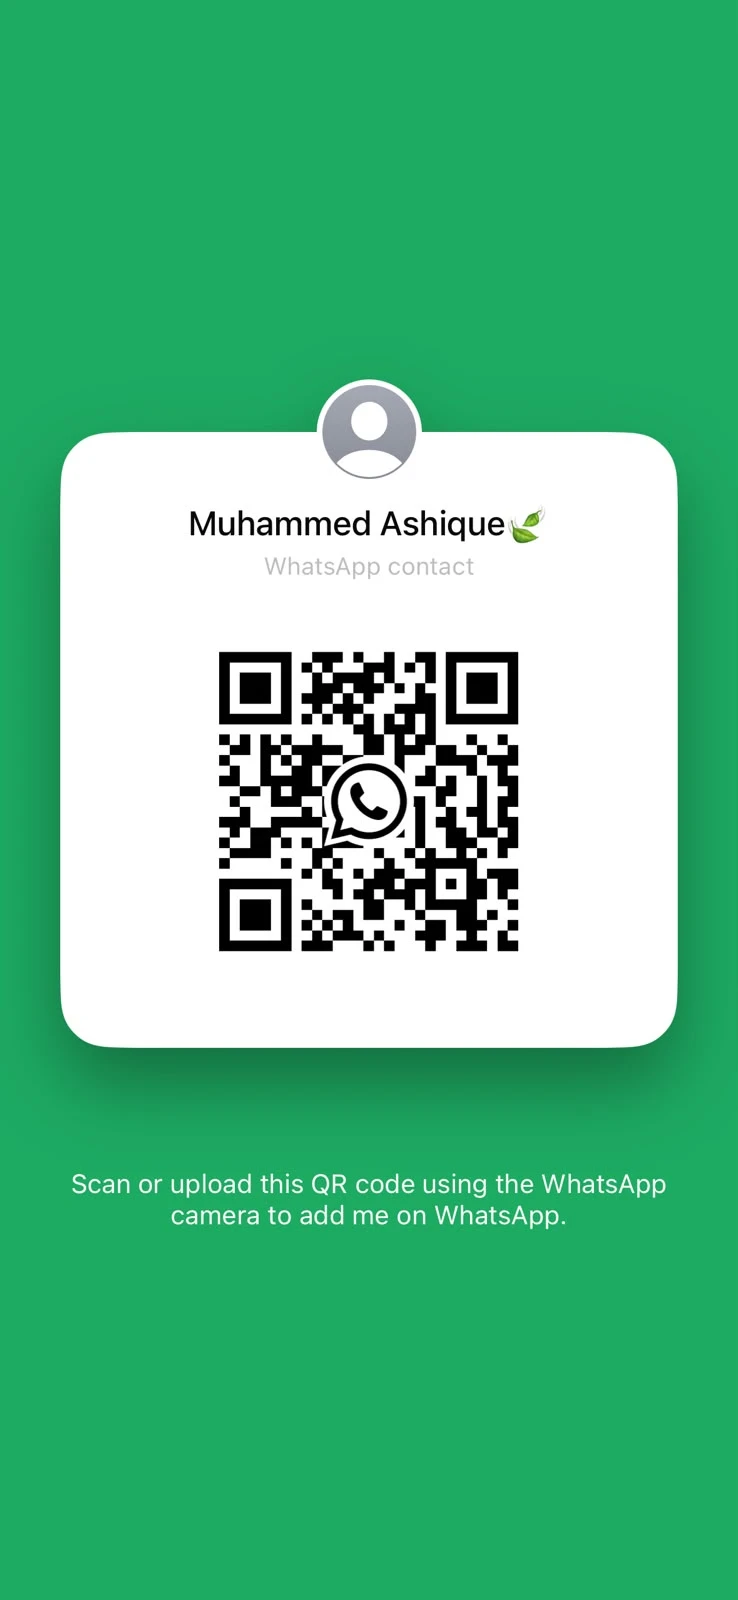 Muhammed Ashique🍃
WhatsApp contact
Scan or upload this QR code using the WhatsApp
camera to add me on WhatsApp.